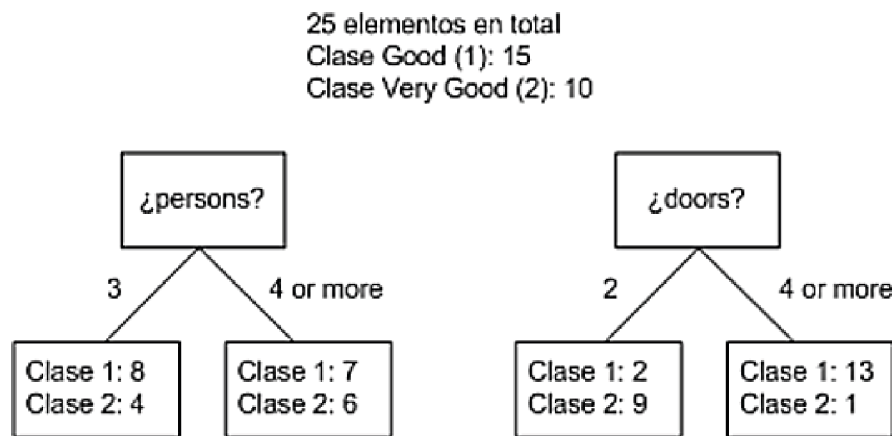 25 elementos en total
Clase Good (1): 15
Clase Very Good (2): 10
¿persons?
3
4 or more
Clase 1: 8
Clase 2: 4
Clase 1: 7
Clase 2: 6
¿doors?
2
4 or more
Clase 1: 2
Clase 2: 9
Clase 1: 13
Clase 2: 1